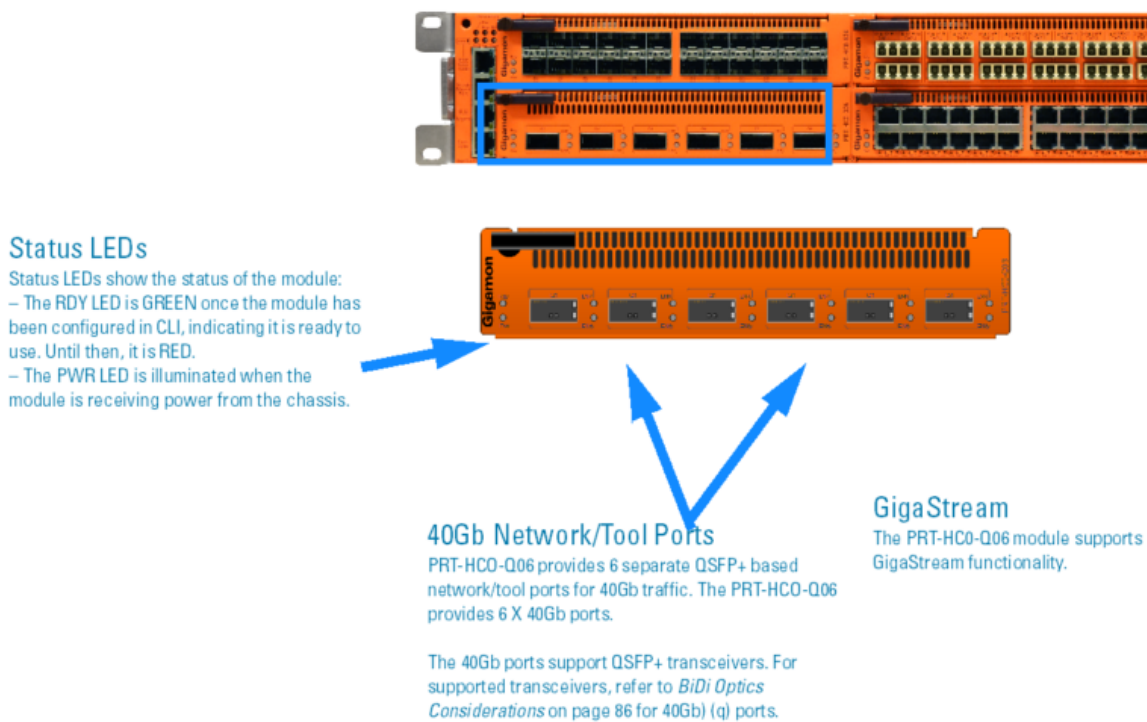 Gigamon
Gigamon
Gigamon
Gigamon
Status LEDs
Status LEDs show the status of the module:
– The RDY LED is GREEN once the module has
been configured in CLI, indicating it is ready to
use. Until then, it is RED.
– The PWR LED is illuminated when the
module is receiving power from the chassis.
Gigamon
40Gb Network/Tool Ports
PRT-HCO-Q06 provides 6 separate QSFP+ based
network/tool ports for 40Gb traffic. The PRT-HCO-Q06
provides 6 X 40Gb ports.
The 40Gb ports support QSFP+ transceivers. For
supported transceivers, refer to BiDi Optics
Considerations on page 86 for 40Gb) (q) ports.
GigaStream
The PRT-HC0-Q06 module supports
GigaStream functionality.